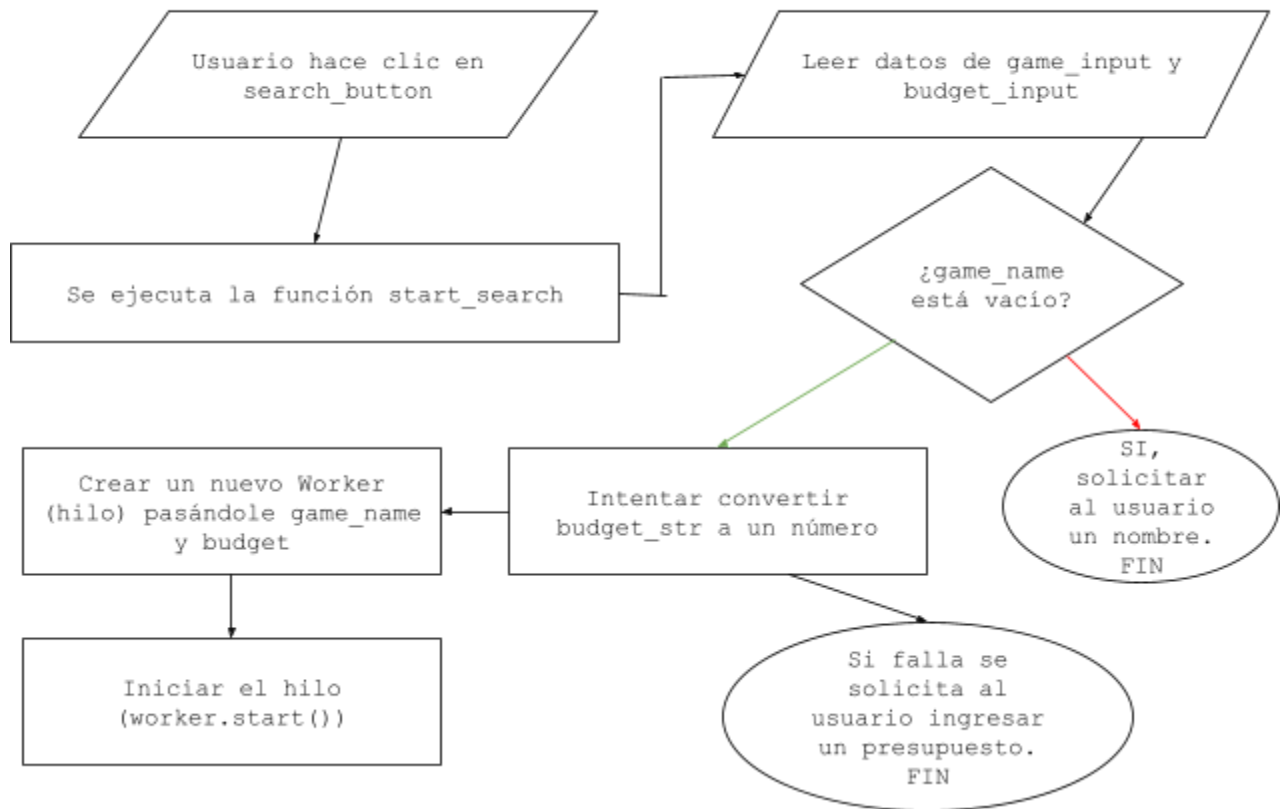 Usuario hace clic en
search_button
Leer datos de game_input y
budget_input
Se ejecuta la función start_search
¿game_name
está vacío?
SI,
solicitar
al usuario
un nombre.
FIN
Intentar convertir
budget_str a un número
Crear un nuevo Worker
(hilo) pasándole game_name
y budget
Si falla se
solicita al
usuario ingresar
un presupuesto.
FIN
Iniciar el hilo
(worker.start())